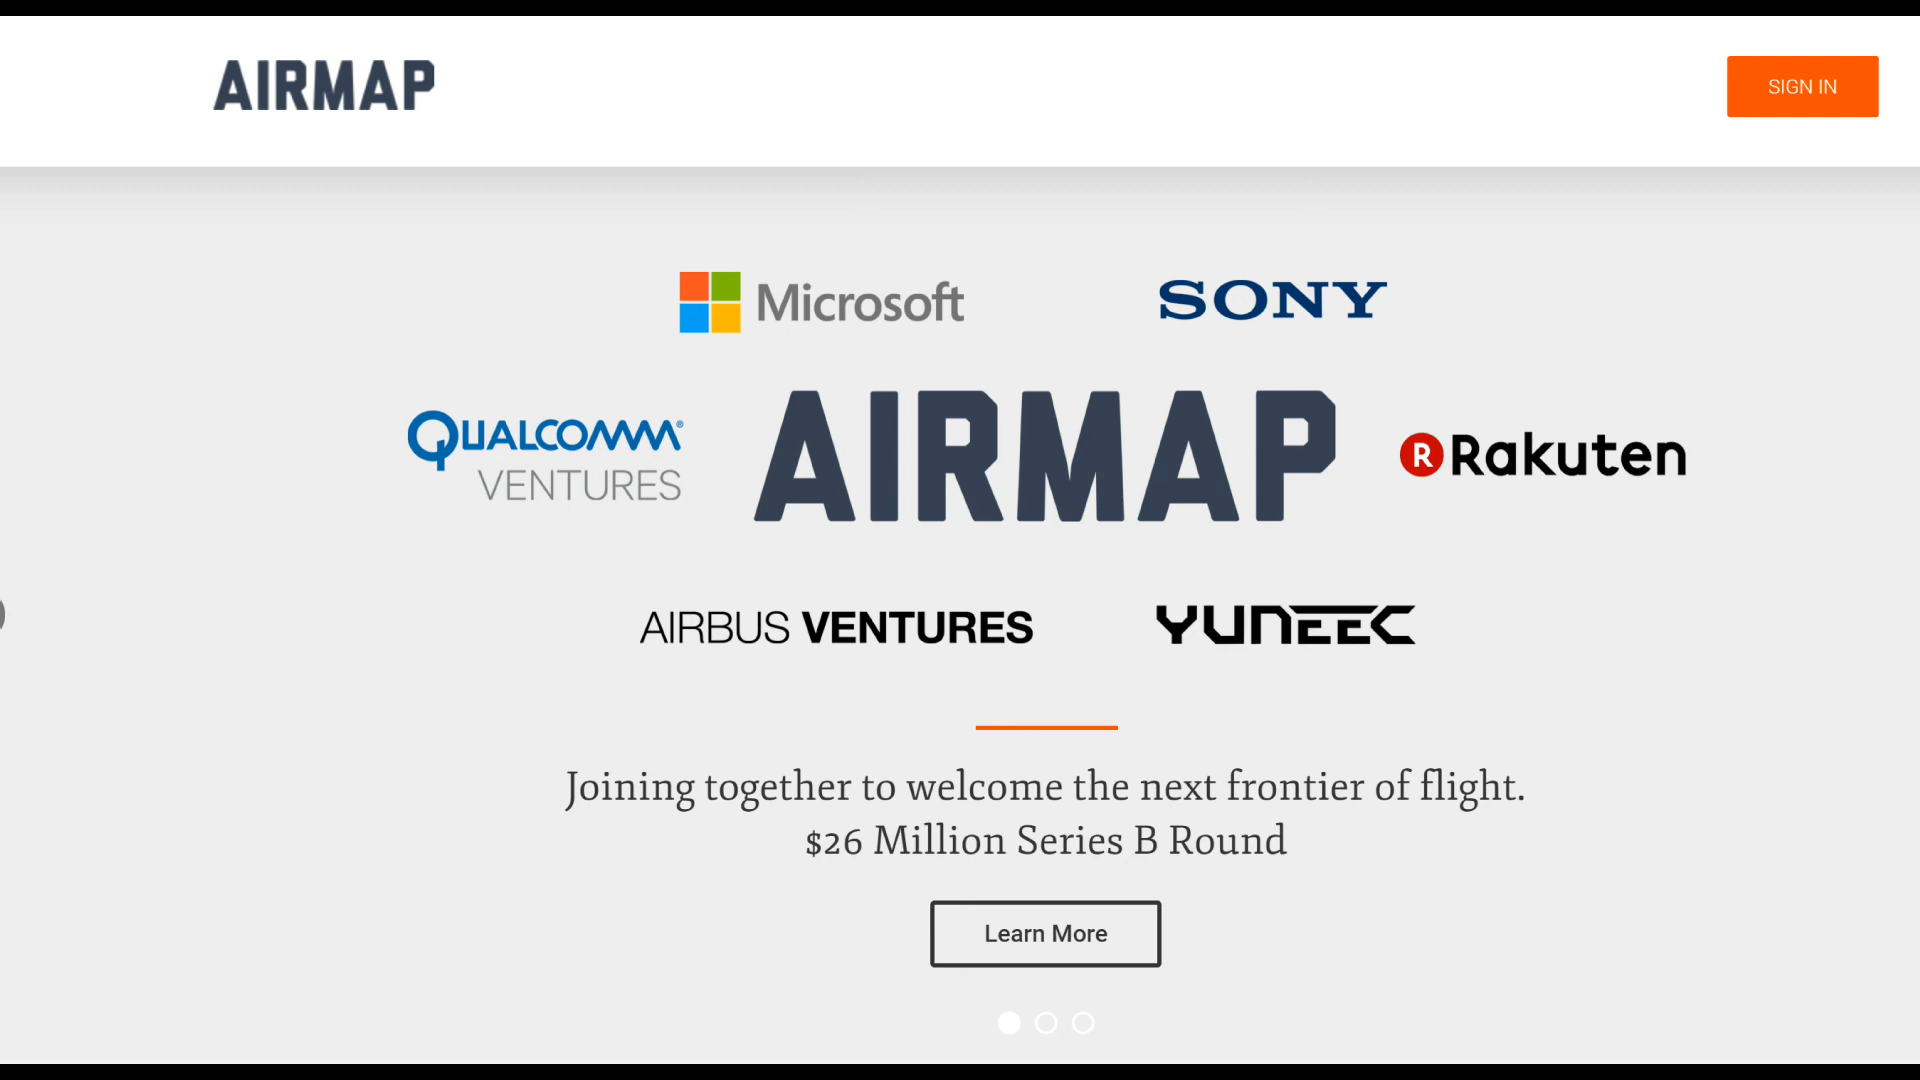 AIRMAP
SIGN IN
Microsoft
SONY
QUALCOMM®
VENTURES
AIRMAP
R Rakuten
AIRBUS VENTURES
YUNEEC
Joining together to welcome the next frontier of flight.
$26 Million Series B Round
Learn More